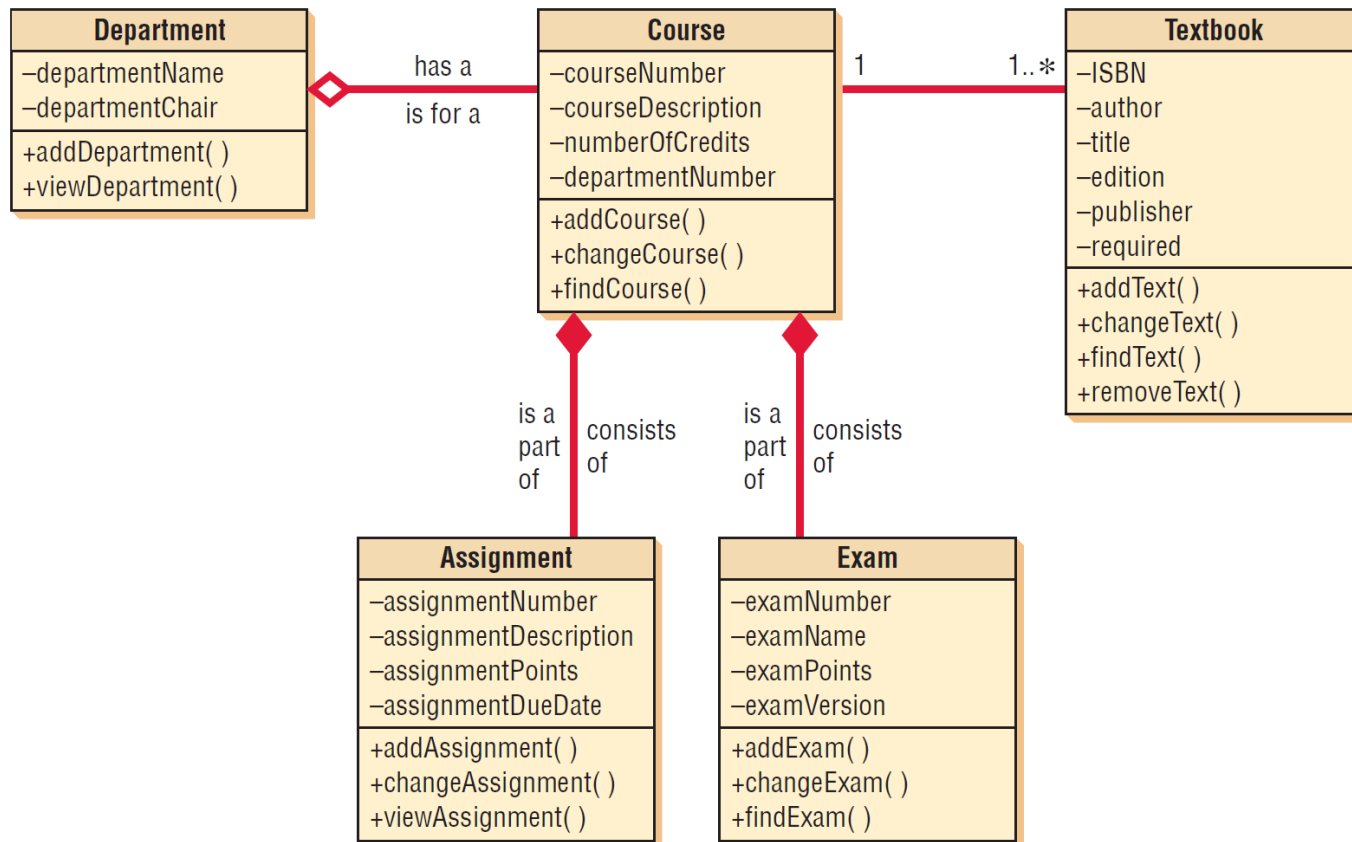 Department
–departmentName
–departmentChair
+addDepartment( )
+viewDepartment( )
has a
is for a
Course
–courseNumber
–courseDescription
–numberOfCredits
–departmentNumber
+addCourse( )
+changeCourse( )
+findCourse( )
1
1..*
Textbook
–ISBN
–author
–title
–edition
–publisher
–required
+addText( )
+changeText( )
+findText( )
+removeText( )
is a
part
of
consists
of
is a
part
of
consists
of
Assignment
–assignmentNumber
–assignmentDescription
–assignmentPoints
–assignmentDueDate
+addAssignment( )
+changeAssignment( )
+viewAssignment( )
Exam
–examNumber
–examName
–examPoints
–examVersion
+addExam( )
+changeExam( )
+findExam( )